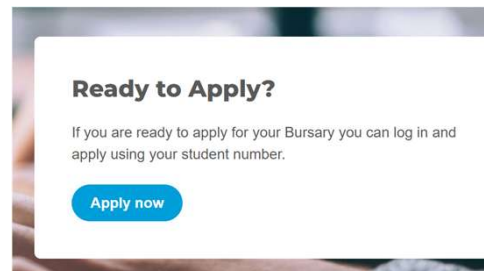 Ready to Apply?
If you are ready to apply for your Bursary you can log in and
apply using your student number.
Apply now